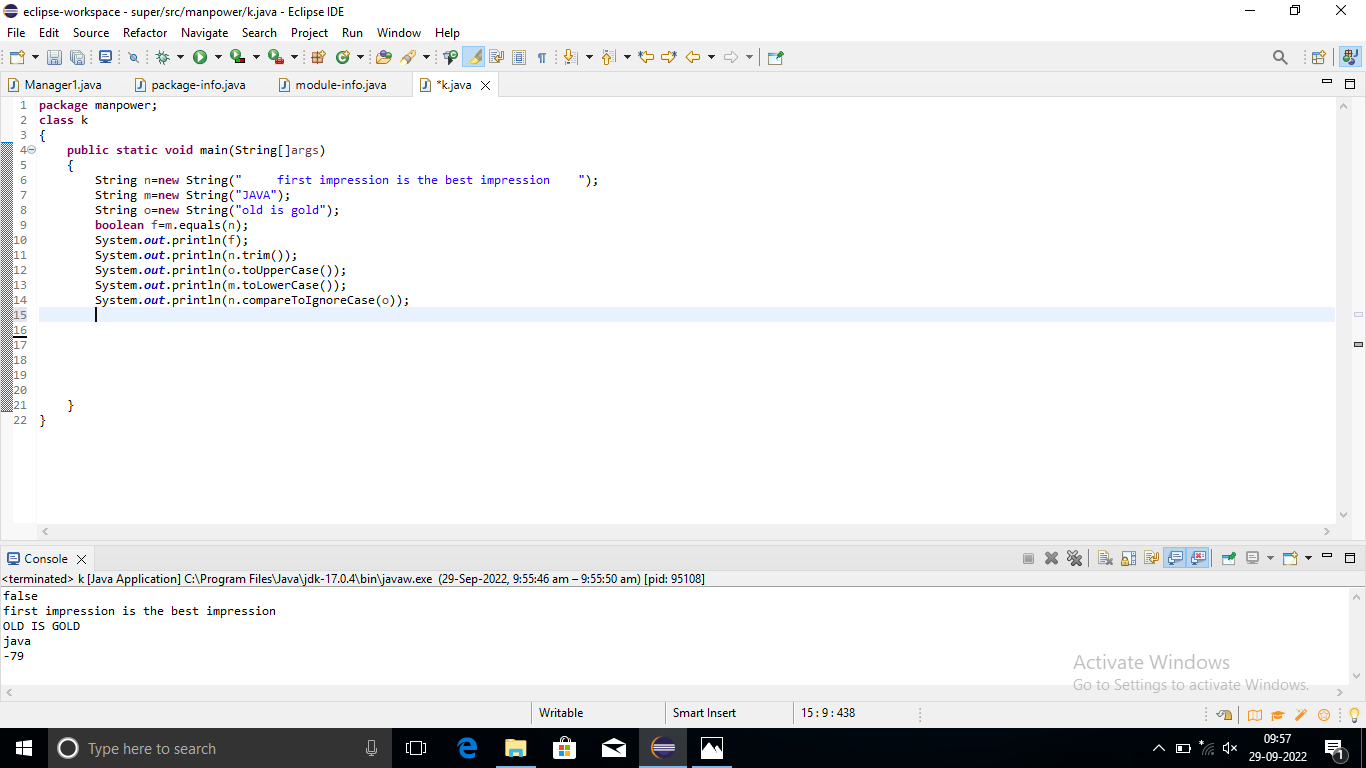 eclipse-workspace - super/src/manpower/k.java - Eclipse IDE
File Edit Source Refactor Navigate Search Project Run Window Help
Manager1.java package-info.java module-info.java *k.java
1 package manpower;
2 class k
3 {
4 public static void main(String[]args)
5 {
6 String n=new String("     first impression is the best impression    ");
7 String m=new String("JAVA");
8 String o=new String("old is gold");
9 boolean f=m.equals(n);
10 System.out.println(f);
11 System.out.println(n.trim());
12 System.out.println(o.toUpperCase());
13 System.out.println(m.toLowerCase());
14 System.out.println(n.compareToIgnoreCase(o));
15
16
17
18
19
20
21 }
22 }
Console
<terminated> k [Java Application] C:\Program Files\Java\jdk-17.0.4\bin\javaw.exe (29-Sep-2022, 9:55:46 am – 9:55:50 am) [pid: 95108]
false
first impression is the best impression
OLD IS GOLD
java
-79
Activate Windows
Go to Settings to activate Windows.
Writable Smart Insert 15 : 9 : 438
Type here to search
09:57
29-09-2022
1